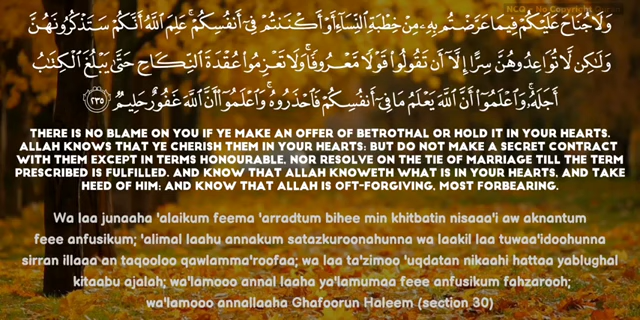 NCQ - No Copyright Quran
وَلَا جُنَاحَ عَلَيْكُمْ فِيمَا عَرَّضْتُم بِهِۦ مِنْ خِطْبَةِ ٱلنِّسَآءِ أَوْ أَكْنَنتُمْ فِىٓ أَنفُسِكُمْ ۚ عَلِمَ ٱللَّهُ أَنَّكُمْ سَتَذْكُرُونَهُنَّ
وَلَٰكِن لَّا تُوَاعِدُوهُنَّ سِرًّا إِلَّآ أَن تَقُولُوا۟ قَوْلًا مَّعْرُوفًا ۚ وَلَا تَعْزِمُوا۟ عُقْدَةَ ٱلنِّكَاحِ حَتَّىٰ يَبْلُغَ ٱلْكِتَٰبُ
أَجَلَهُۥ ۚ وَٱعْلَمُوٓا۟ أَنَّ ٱللَّهَ يَعْلَمُ مَا فِىٓ أَنفُسِكُمْ فَٱحْذَرُوهُ ۚ وَٱعْلَمُوٓا۟ أَنَّ ٱللَّهَ غَفُورٌ حَلِيمٌ ٢٣٥
THERE IS NO BLAME ON YOU IF YE MAKE AN OFFER OF BETROTHAL OR HOLD IT IN YOUR HEARTS.
ALLAH KNOWS THAT YE CHERISH THEM IN YOUR HEARTS: BUT DO NOT MAKE A SECRET CONTRACT
WITH THEM EXCEPT IN TERMS HONOURABLE, NOR RESOLVE ON THE TIE OF MARRIAGE TILL THE TERM
PRESCRIBED IS FULFILLED. AND KNOW THAT ALLAH KNOWETH WHAT IS IN YOUR HEARTS, AND TAKE
HEED OF HIM; AND KNOW THAT ALLAH IS OFT-FORGIVING, MOST FORBEARING.
Wa laa junaaha 'alaikum feema 'arradtum bihee min khitbatin nisaaa'i aw aknantum
feee anfusikum; 'alimal laahu annakum satazkuroonahunna wa laakil laa tuwaa'idoohunna
sirran illaaa an taqooloo qawlamma'roofaa; wa laa ta'zimoo 'uqdatan nikaahi hattaa yablughal
kitaabu ajalah; wa'lamooo annal laaha ya'lamumaa feee anfusikum fahzarooh;
wa'lamooo annallaaha Ghafoorun Haleem (section 30)